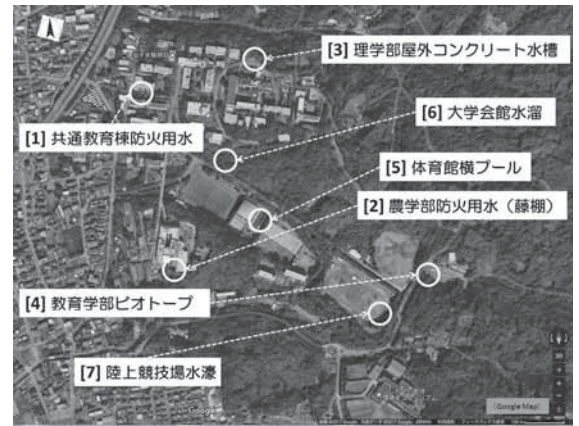 [3] 理学部屋外コンクリート水槽
[6] 大学会館水溜
[1] 共通教育棟防火用水
[5] 体育館横プール
[2] 農学部防火用水（藤棚）
[4] 教育学部ビオトープ
[7] 陸上競技場水濠
Google
(Google Map)